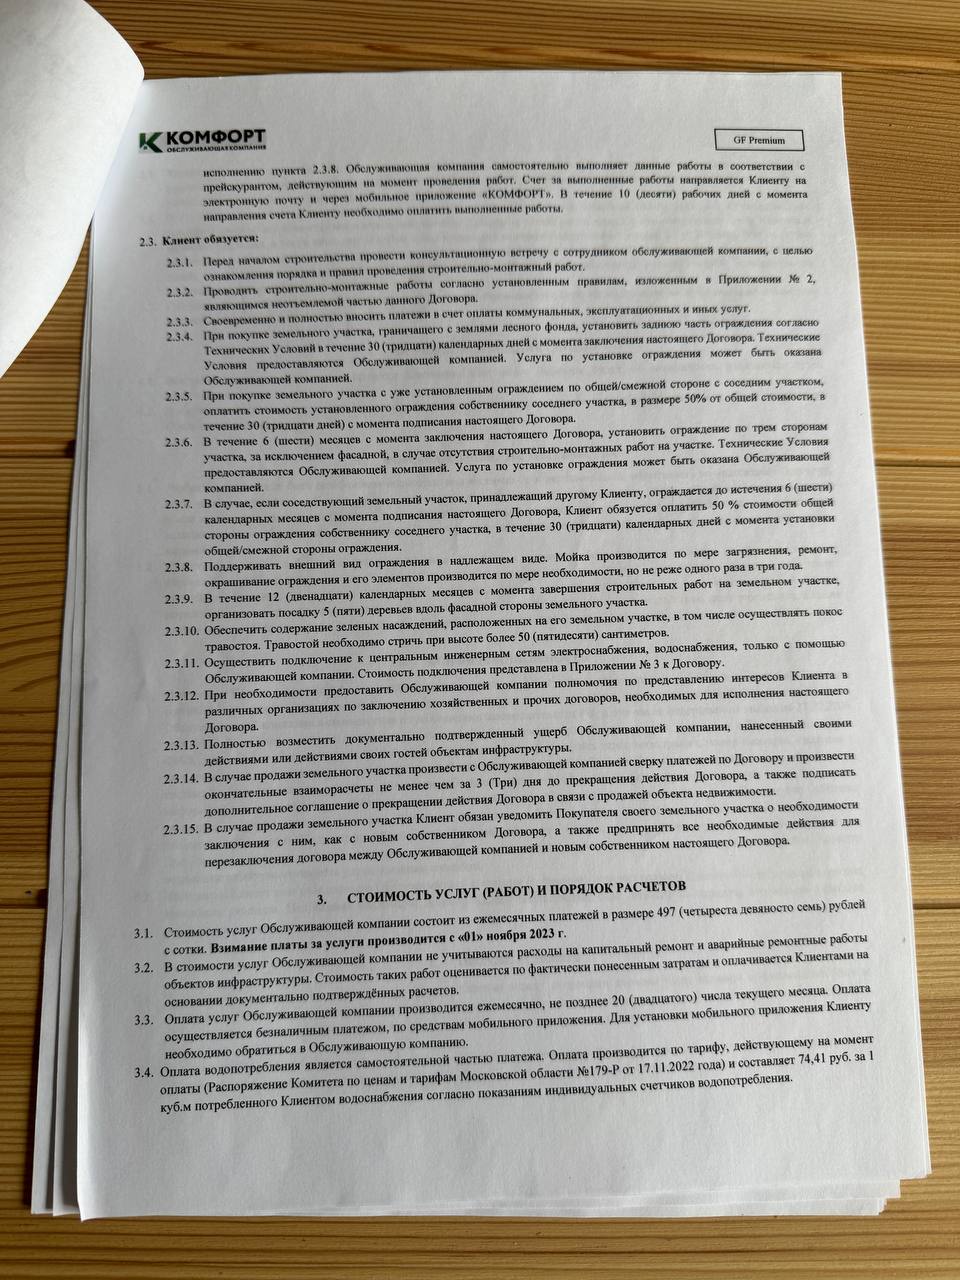 КОМФОРТ
ОБСЛУЖИВАЮЩАЯ КОМПАНИЯ
GF Premium
исполнению пункта 2.3.8. Обслуживающая компания самостоятельно выполняет данные работы в соответствии с
прейскурантом, действующим на момент проведения работ. Счет за выполненные работы направляется Клиенту на
электронную почту и через мобильное приложение «КОМФОРТ». В течение 10 (десяти) рабочих дней с момента
направления счета Клиенту необходимо оплатить выполненные работы.
2.3. Клиент обязуется:
2.3.1. Перед началом строительства провести консультационную встречу с сотрудником обслуживающей компании, с целью
ознакомления порядка и правил проведения строительно-монтажный работ.
2.3.2. Проводить строительно-монтажные работы согласно установленным правилам, изложенным в Приложении № 2,
являющимся неотъемлемой частью данного Договора.
2.3.3. Своевременно и полностью вносить платежи в счет оплаты коммунальных, эксплуатационных и иных услуг.
2.3.4. При покупке земельного участка, граничащего с землями лесного фонда, установить заднюю часть ограждения согласно
Технических Условий в течение 30 (тридцати) календарных дней с момента заключения настоящего Договора. Технические
Условия предоставляются Обслуживающей компанией. Услуга по установке ограждения может быть оказана
Обслуживающей компанией.
2.3.5. При покупке земельного участка с уже установленным ограждением по общей/смежной стороне с соседним участком,
оплатить стоимость установленного ограждения собственнику соседнего участка, в размере 50% от общей стоимости, в
течение 30 (тридцати дней) с момента подписания настоящего Договора.
2.3.6. В течение 6 (шести) месяцев с момента заключения настоящего Договора, установить ограждение по трем сторонам
участка, за исключением фасадной, в случае отсутствия строительно-монтажных работ на участке. Технические Условия
предоставляются Обслуживающей компанией. Услуга по установке ограждения может быть оказана Обслуживающей
компанией.
2.3.7. В случае, если соседствующий земельный участок, принадлежащий другому Клиенту, ограждается до истечения 6 (шести)
календарных месяцев с момента подписания настоящего Договора, Клиент обязуется оплатить 50 % стоимости общей
стороны ограждения собственнику соседнего участка, в течение 30 (тридцати) календарных дней с момента установки
общей/смежной стороны ограждения.
2.3.8. Поддерживать внешний вид ограждения в надлежащем виде. Мойка производится по мере загрязнения, ремонт,
окрашивание ограждения и его элементов производится по мере необходимости, но не реже одного раза в три года.
2.3.9. В течение 12 (двенадцати) календарных месяцев с момента завершения строительных работ на земельном участке,
организовать посадку 5 (пяти) деревьев вдоль фасадной стороны земельного участка.
2.3.10. Обеспечить содержание зеленых насаждений, расположенных на его земельном участке, в том числе осуществлять покос
травостоя. Травостой необходимо стричь при высоте более 50 (пятидесяти) сантиметров.
2.3.11. Осуществить подключение к центральным инженерным сетям электроснабжения, водоснабжения, только с помощью
Обслуживающей компании. Стоимость подключения представлена в Приложении № 3 к Договору.
2.3.12. При необходимости предоставить Обслуживающей компании полномочия по представлению интересов Клиента в
различных организациях по заключению хозяйственных и прочих договоров, необходимых для исполнения настоящего
Договора.
2.3.13. Полностью возместить документально подтвержденный ущерб Обслуживающей компании, нанесенный своими
действиями или действиями своих гостей объектам инфраструктуры.
2.3.14. В случае продажи земельного участка произвести с Обслуживающей компанией сверку платежей по Договору и произвести
окончательные взаиморасчеты не менее чем за 3 (Три) дня до прекращения действия Договора, а также подписать
дополнительное соглашение о прекращении действия Договора в связи с продажей объекта недвижимости.
2.3.15. В случае продажи земельного участка Клиент обязан уведомить Покупателя своего земельного участка о необходимости
заключения с ним, как с новым собственником Договора, а также предпринять все необходимые действия для
перезаключения договора между Обслуживающей компанией и новым собственником настоящего Договора.
3. СТОИМОСТЬ УСЛУГ (РАБОТ) И ПОРЯДОК РАСЧЕТОВ
3.1. Стоимость услуг Обслуживающей компании состоит из ежемесячных платежей в размере 497 (четыреста девяносто семь) рублей
с сотки. Взимание платы за услуги производится с «01» ноября 2023 г.
3.2. В стоимости услуг Обслуживающей компании не учитываются расходы на капитальный ремонт и аварийные ремонтные работы
объектов инфраструктуры. Стоимость таких работ оценивается по фактически понесенным затратам и оплачивается Клиентами на
основании документально подтверждённых расчетов.
3.3. Оплата услуг Обслуживающей компании производится ежемесячно, не позднее 20 (двадцатого) числа текущего месяца. Оплата
осуществляется безналичным платежом, по средствам мобильного приложения. Для установки мобильного приложения Клиенту
необходимо обратиться в Обслуживающую компанию.
3.4. Оплата водопотребления является самостоятельной частью платежа. Оплата производится по тарифу, действующему на момент
оплаты (Распоряжение Комитета по ценам и тарифам Московской области №179-Р от 17.11.2022 года) и составляет 74,41 руб. за 1
куб.м потребленного Клиентом водоснабжения согласно показаниям индивидуальных счетчиков водопотребления.